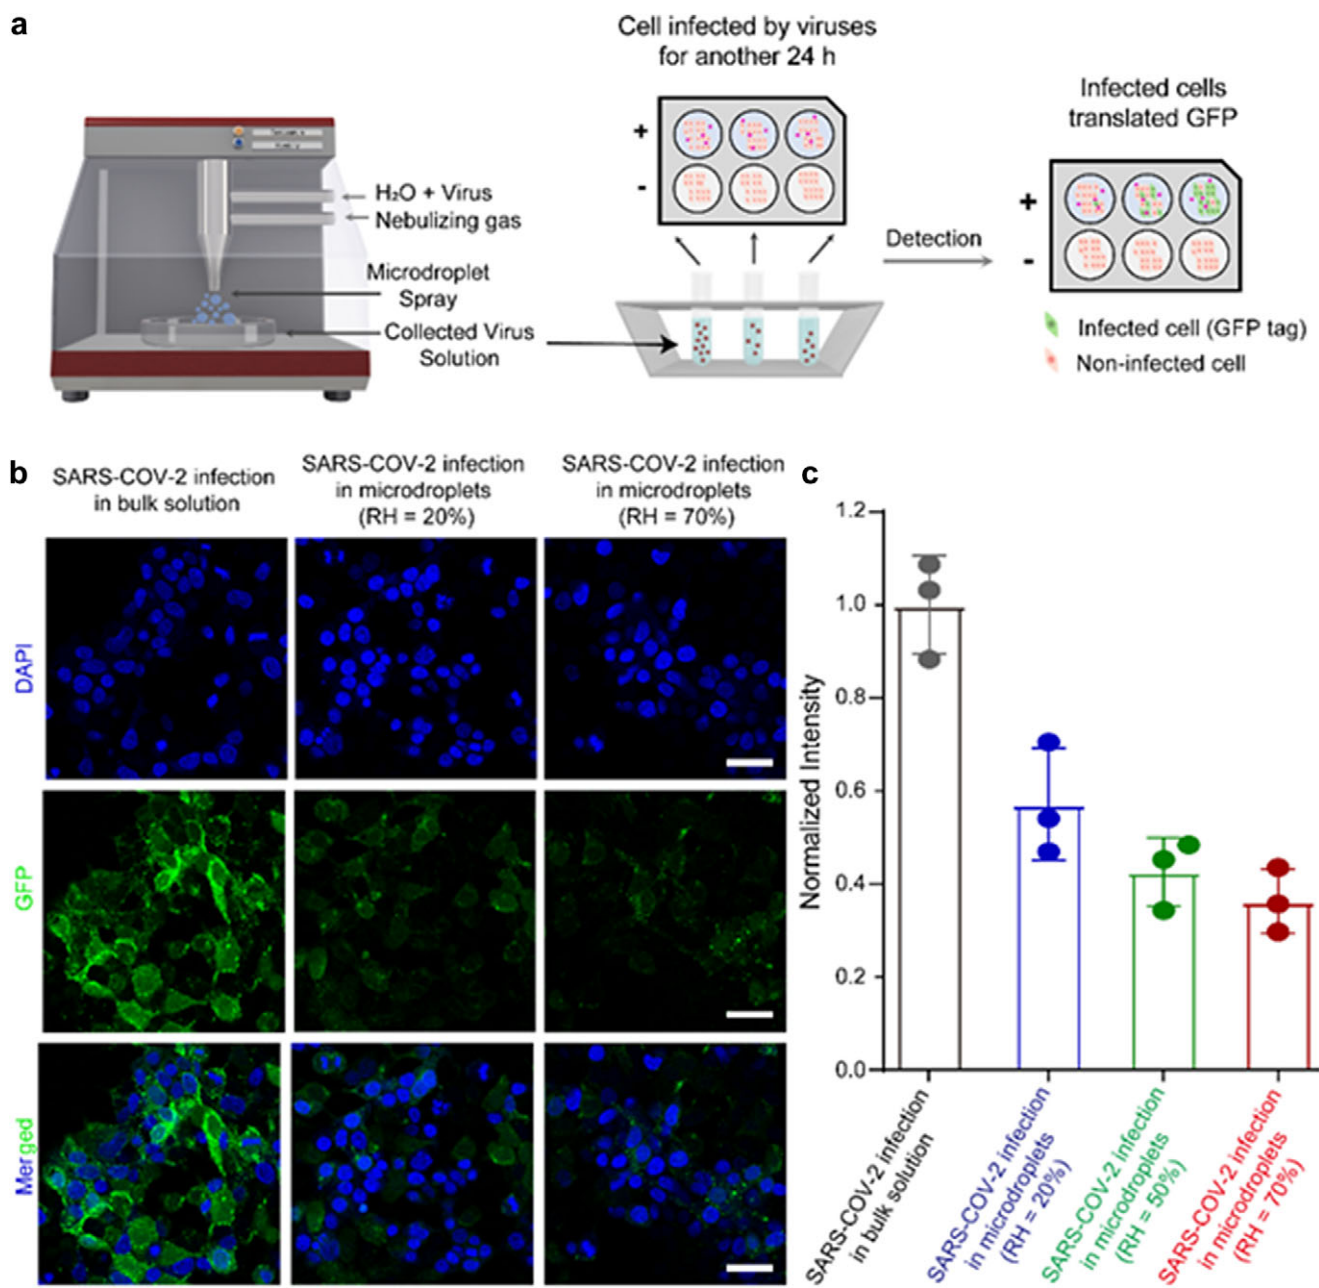 a
Cell infected by viruses
for another 24 h
Infected cells
translated GFP
H₂O + Virus
Nebulizing gas
Microdroplet
Spray
Collected Virus
Solution
+
-
Detection
+
-
Infected cell (GFP tag)
Non-infected cell
b
SARS-COV-2 infection
in bulk solution
SARS-COV-2 infection
in microdroplets
(RH = 20%)
SARS-COV-2 infection
in microdroplets
(RH = 70%)
DAPI
GFP
Merged
c
Normalized Intensity
1.2
1.0
0.8
0.6
0.4
0.2
0.0
SARS-COV-2 infection
in bulk solution
SARS-COV-2 infection
in microdroplets
(RH = 20%)
SARS-COV-2 infection
in microdroplets
(RH = 50%)
SARS-COV-2 infection
in microdroplets
(RH = 70%)